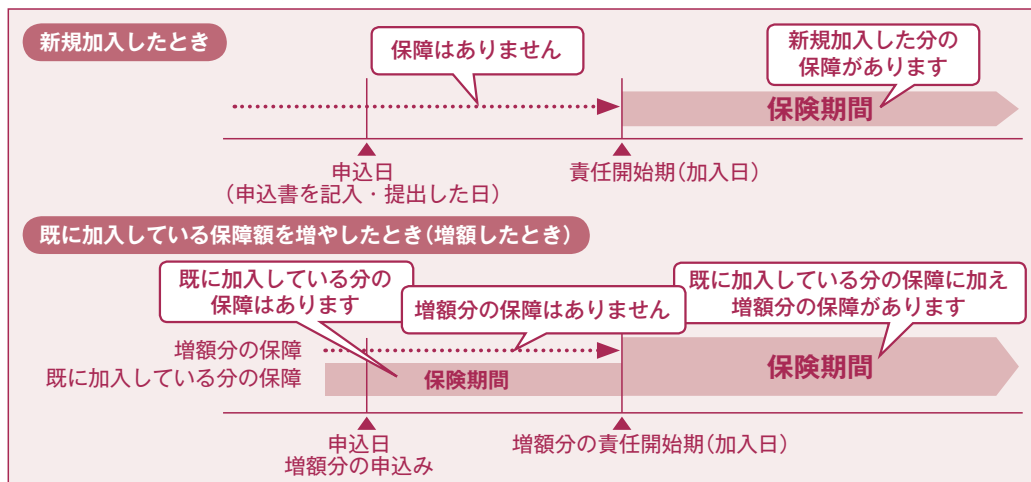 新規加入したとき
保障はありません
新規加入した分の
保障があります
保険期間
申込日
（申込書を記入・提出した日）
責任開始期（加入日）
既に加入している保障額を増やしたとき（増額したとき）
既に加入している分の
保障はあります
増額分の保障はありません
既に加入している分の保障に加え
増額分の保障があります
増額分の保障
既に加入している分の保障
保険期間
保険期間
申込日
増額分の申込み
増額分の責任開始期（加入日）